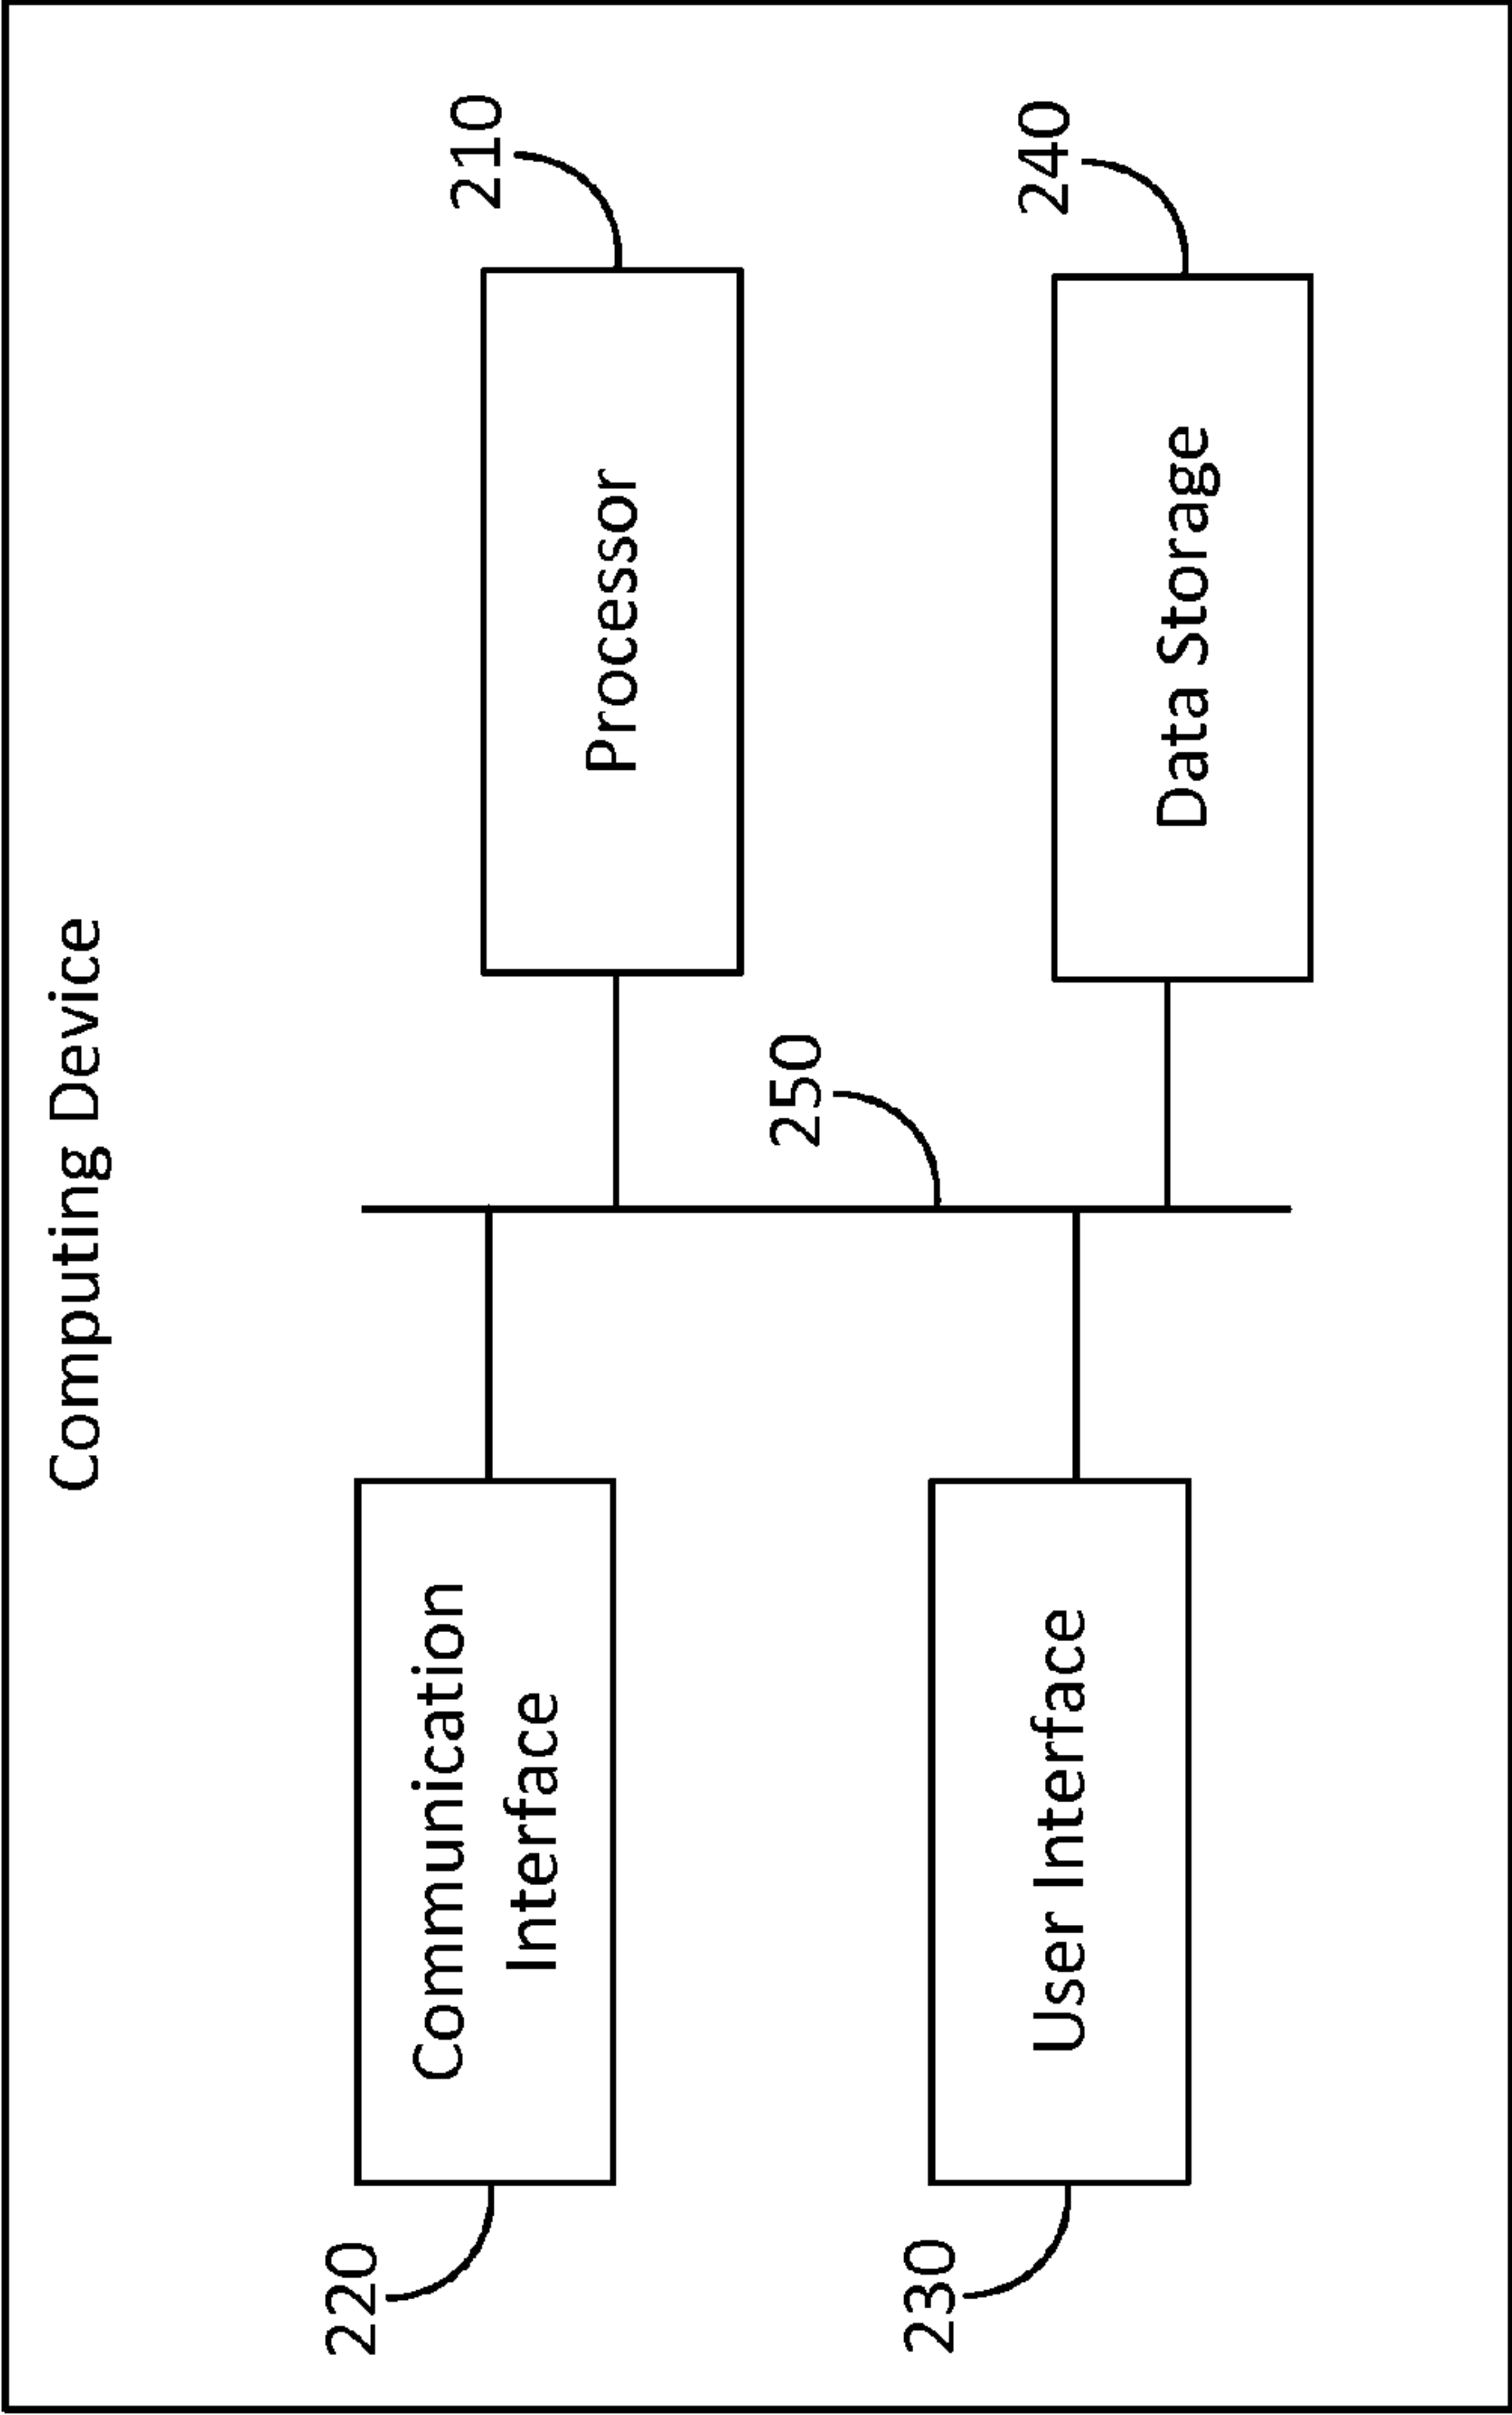 Computing Device
220
Communication
Interface
210
Processor
250
230
User Interface
240
Data Storage